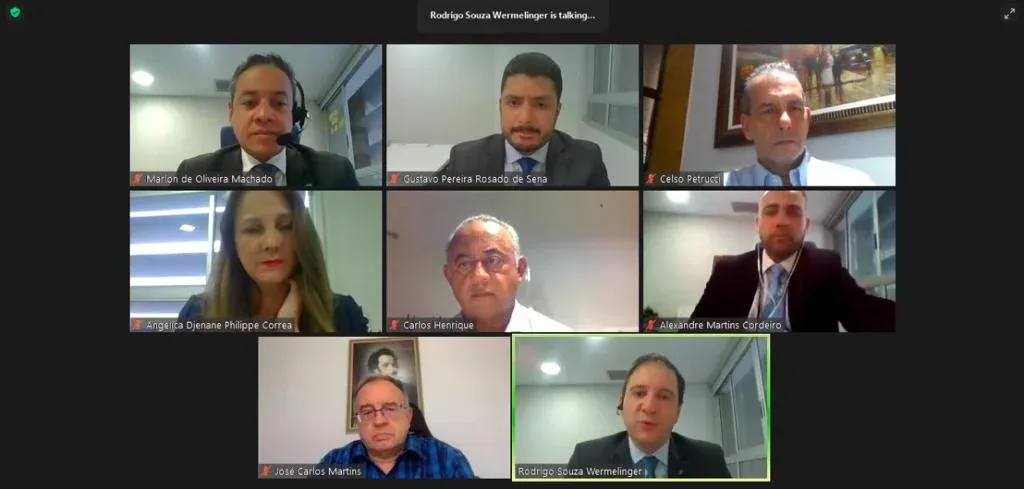 Rodrigo Souza Wermelinger is talking...
Marlon de Oliveira Machado
Gustavo Pereira Rosado de Sena
Celso Petrucci
Angélica Djenane Philippe Correa
Carlos Henrique
Alexandre Martins Cordeiro
José Carlos Martins
Rodrigo Souza Wermelinger